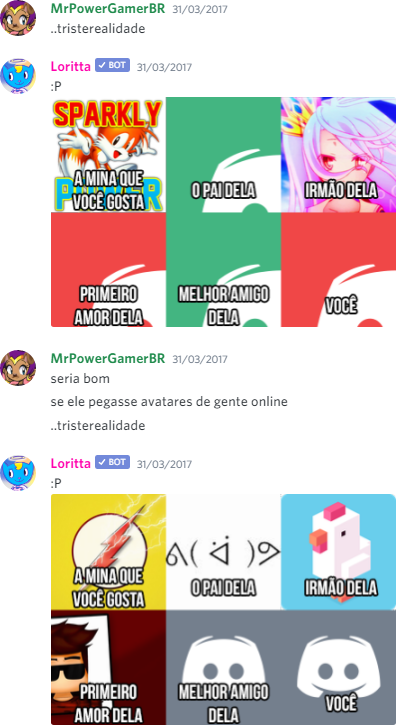 MrPowerGamerBR 31/03/2017
..tristerealidade
Loritta ✓ BOT 31/03/2017
:P
SPARKLY
POWER
A MINA QUE
VOCÊ GOSTA
O PAI DELA
IRMÃO DELA
PRIMEIRO
AMOR DELA
MELHOR AMIGO
DELA
VOCÊ
MrPowerGamerBR 31/03/2017
seria bom
se ele pegasse avatares de gente online
..tristerealidade
Loritta ✓ BOT 31/03/2017
:P
A MINA QUE
VOCÊ GOSTA
O PAI DELA
IRMÃO DELA
PRIMEIRO
AMOR DELA
MELHOR AMIGO
DELA
VOCÊ